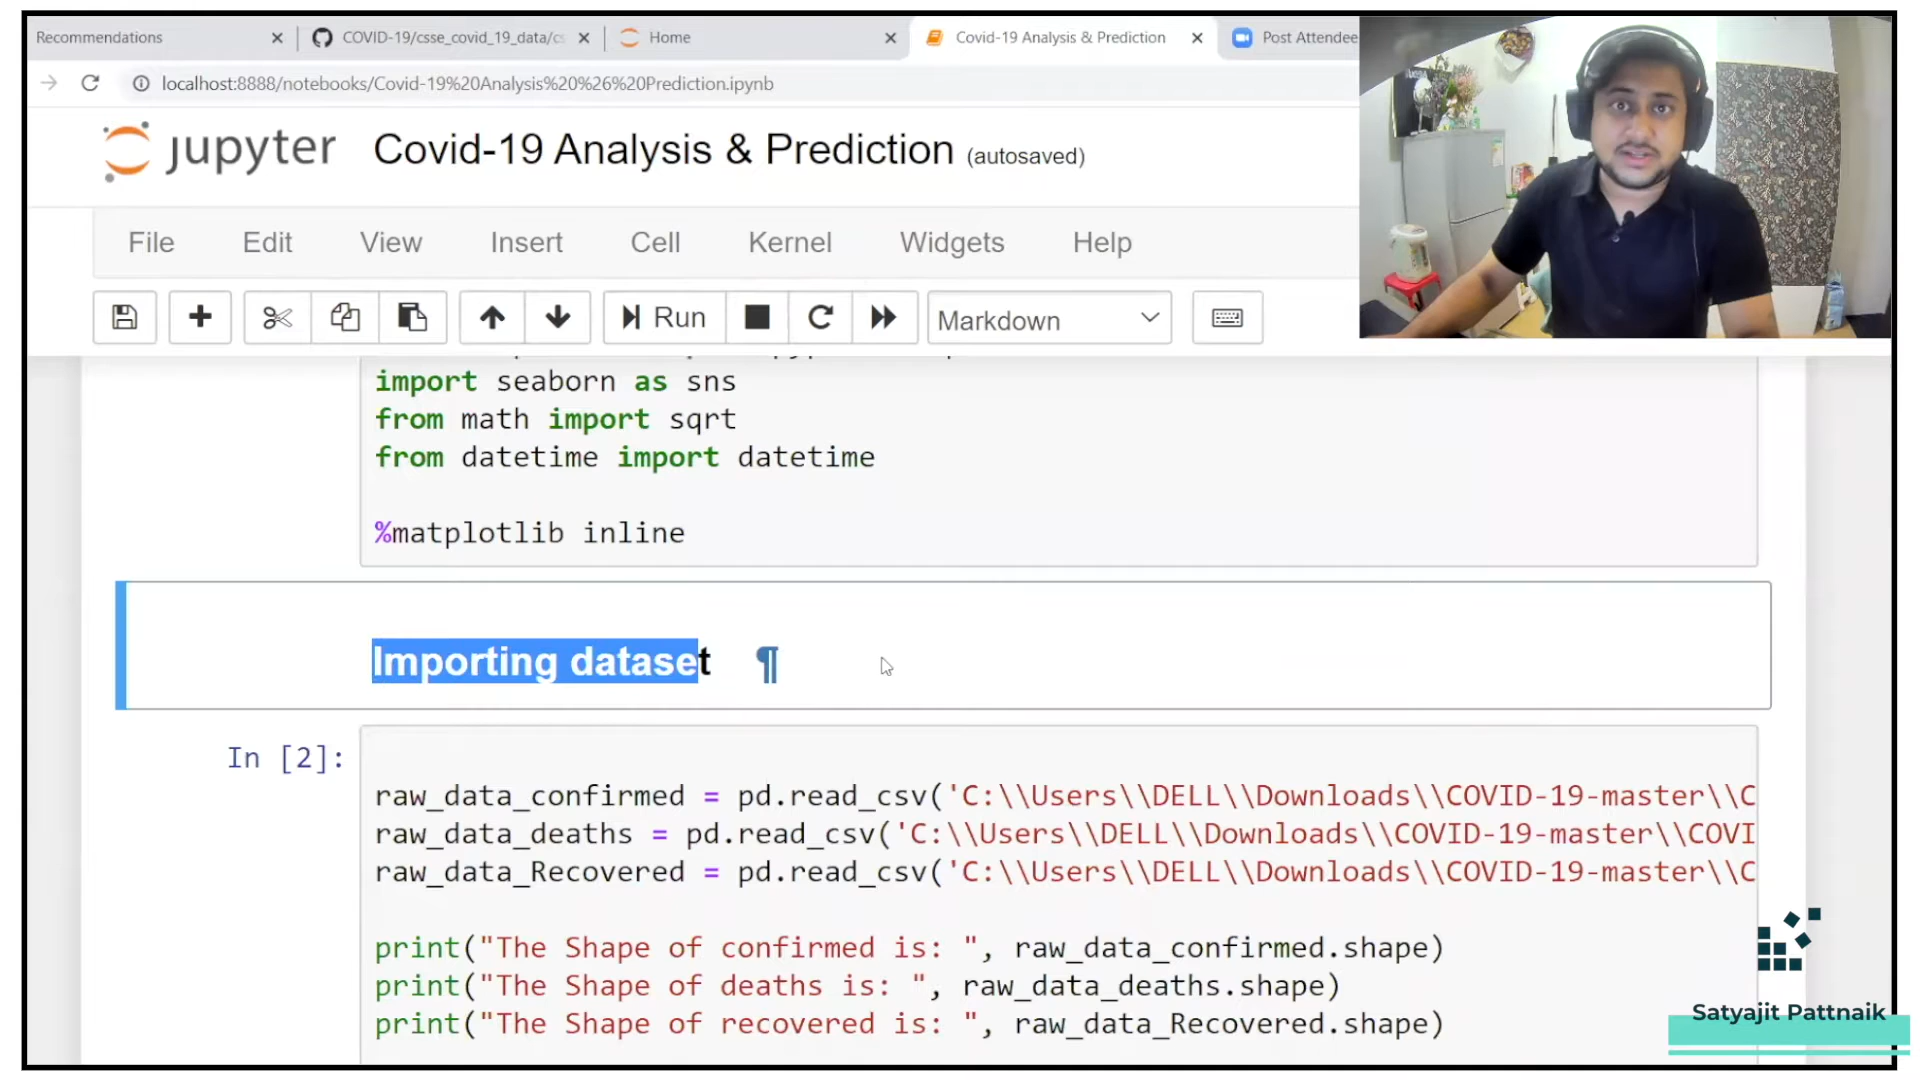 Recommendations
COVID-19/csse_covid_19_data/cs
Home
Covid-19 Analysis & Prediction
Post Attendee
localhost:8888/notebooks/Covid-19%20Analysis%20%26%20Prediction.ipynb
jupyter
Covid-19 Analysis & Prediction (autosaved)
File Edit View Insert Cell Kernel Widgets Help
Run
Markdown
import seaborn as sns
from math import sqrt
from datetime import datetime
%matplotlib inline
Importing dataset ¶
In [2]:
raw_data_confirmed = pd.read_csv('C:\\Users\\DELL\\Downloads\\COVID-19-master\\C
raw_data_deaths = pd.read_csv('C:\\Users\\DELL\\Downloads\\COVID-19-master\\COVI
raw_data_Recovered = pd.read_csv('C:\\Users\\DELL\\Downloads\\COVID-19-master\\C
print("The Shape of confirmed is: ", raw_data_confirmed.shape)
print("The Shape of deaths is: ", raw_data_deaths.shape)
print("The Shape of recovered is: ", raw_data_Recovered.shape)
Satyajit Pattnaik